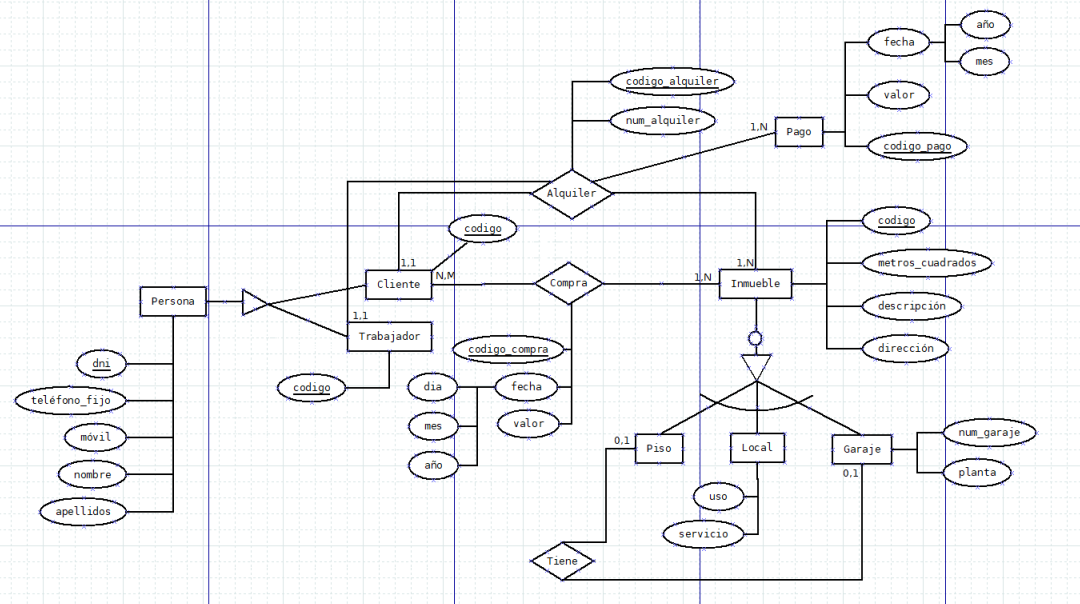 año
fecha
mes
codigo_alquiler
valor
num_alquiler
1,N
Pago
codigo_pago
Alquiler
codigo
codigo
1,1
N,M
1,N
metros_cuadrados
Cliente
Compra
1,N
Inmueble
Persona
descripción
1,1
Trabajador
codigo_compra
dirección
dni
codigo
dia
fecha
teléfono_fijo
mes
valor
móvil
0,1
Piso
Local
Garaje
num_garaje
año
nombre
0,1
planta
uso
apellidos
servicio
Tiene